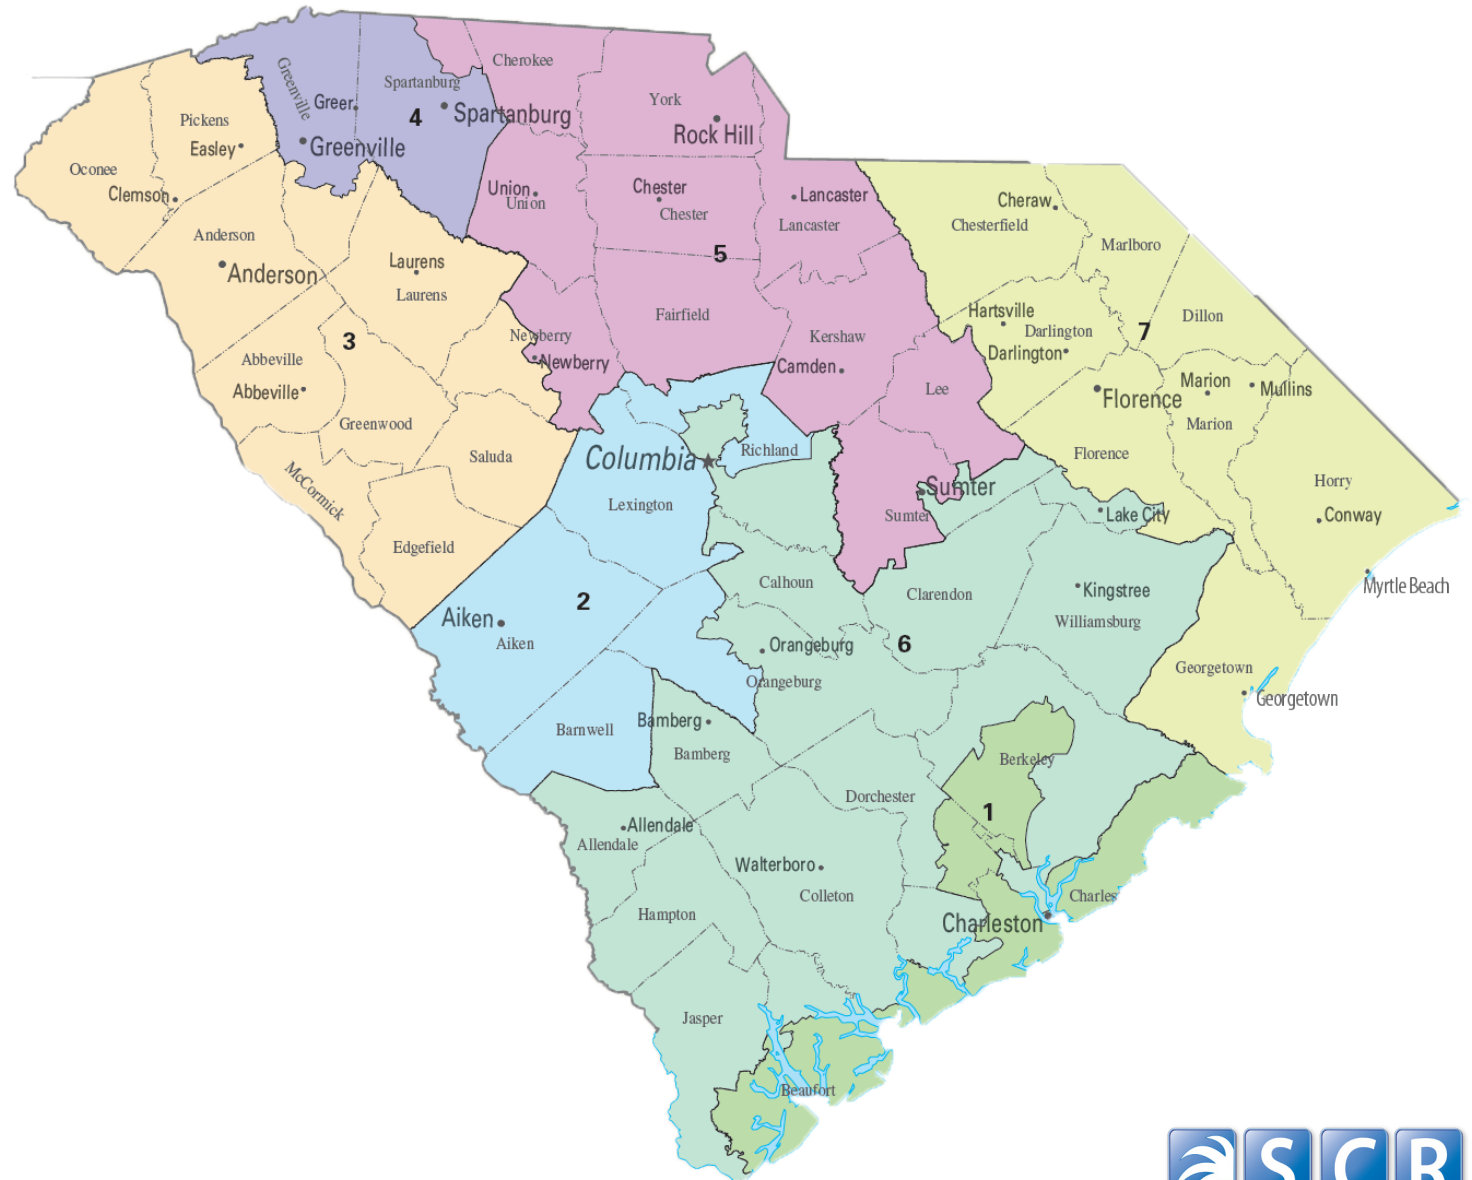 Cherokee
Greenville
Spartanburg
Greer
4
Spartanburg
York
Rock Hill
Pickens
Easley
Greenville
Oconee
Clemson
Union
Union
Chester
Chester
Lancaster
Lancaster
Cheraw
Chesterfield
Marlboro
Anderson
Anderson
Laurens
Laurens
5
Fairfield
Hartsville
Darlington
Darlington
7
Dillon
3
Newberry
Newberry
Kershaw
Camden
Abbeville
Abbeville
Lee
Florence
Marion
Marion
Mullins
Greenwood
Saluda
Columbia
Richland
Florence
McCormick
Lexington
Sumter
Sumter
Horry
Conway
Lake City
Edgefield
Calhoun
Clarendon
Kingstree
Williamsburg
Myrtle Beach
2
Aiken
Aiken
Orangeburg
Orangeburg
6
Georgetown
Georgetown
Barnwell
Bamberg
Bamberg
Berkeley
Dorchester
1
Allendale
Allendale
Walterboro
Colleton
Hampton
Charles
Charleston
Jasper
Beaufort
SCR